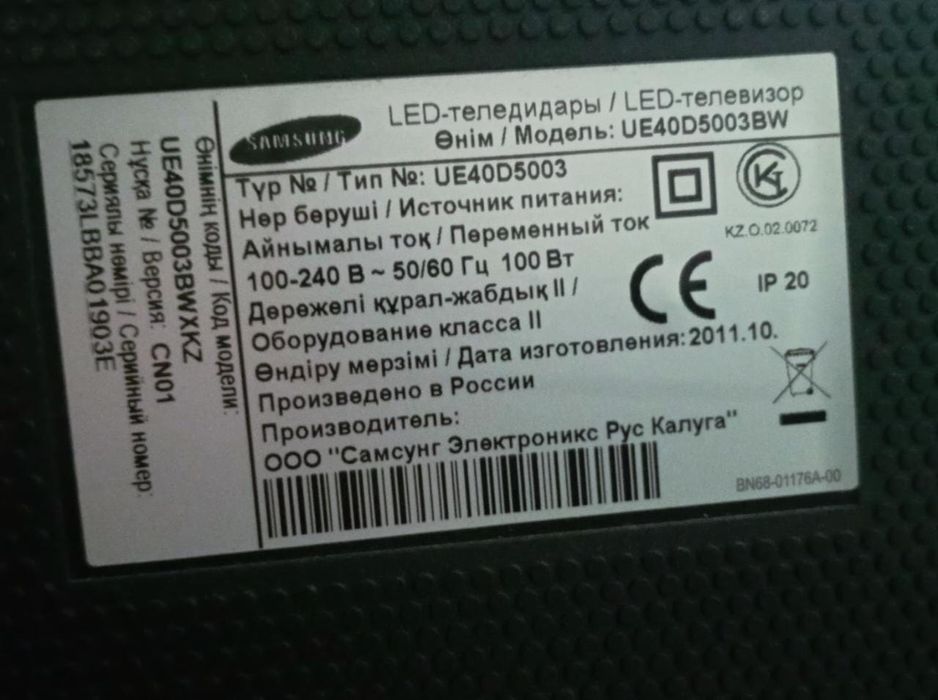 SAMSUNG
LED-теледидары / LED-телевизор
Өнім / Модель: UE40D5003BW
Түр № / Тип №: UE40D5003
Нәр беруші / Источник питания:
Айнымалы тоқ / Переменный ток
100-240 В ~ 50/60 Гц 100 Вт
Дәрежелі құрал-жабдық II /
Оборудование класса II
Өндіру мерзімі / Дата изготовления: 2011.10.
Произведено в России
Производитель:
ООО "Самсунг Электроникс Рус Калуга"
KZ.O.02.0072
CE
IP 20
BN68-01176A-00
Өнімнің коды / Код модели:
UE40D5003BWXKZ
Нұсқа № / Версия: CN01
Сериялы нөмірі / Серийный номер:
18573LBBA01903E